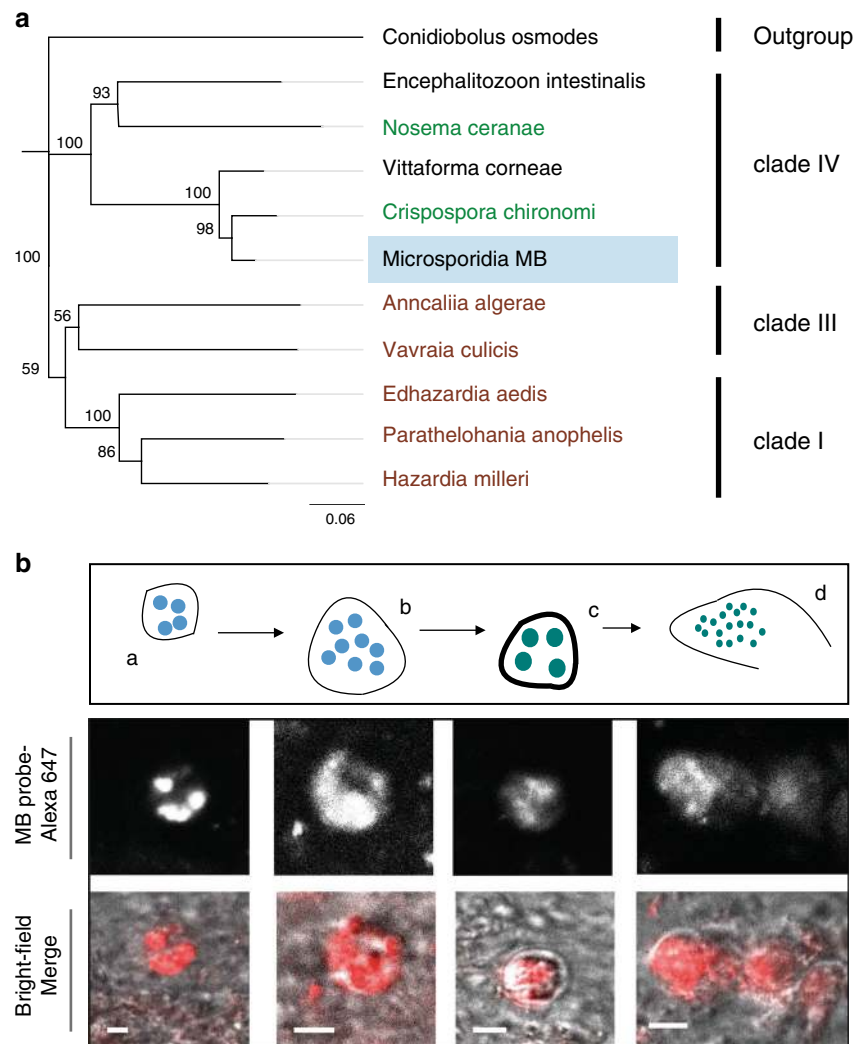 a
Conidiobolus osmodes
Outgroup
Encephalitozoon intestinalis
93
Nosema ceranae
100
Vittaforma corneae
clade IV
100
Crispospora chironomi
98
Microsporidia MB
100
Anncaliia algerae
56
clade III
Vavraia culicis
59
Edhazardia aedis
100
Parathelohania anophelis
clade I
86
Hazardia milleri
0.06
b
a
b
c
d
MB probe-
Alexa 647
Bright-field
Merge